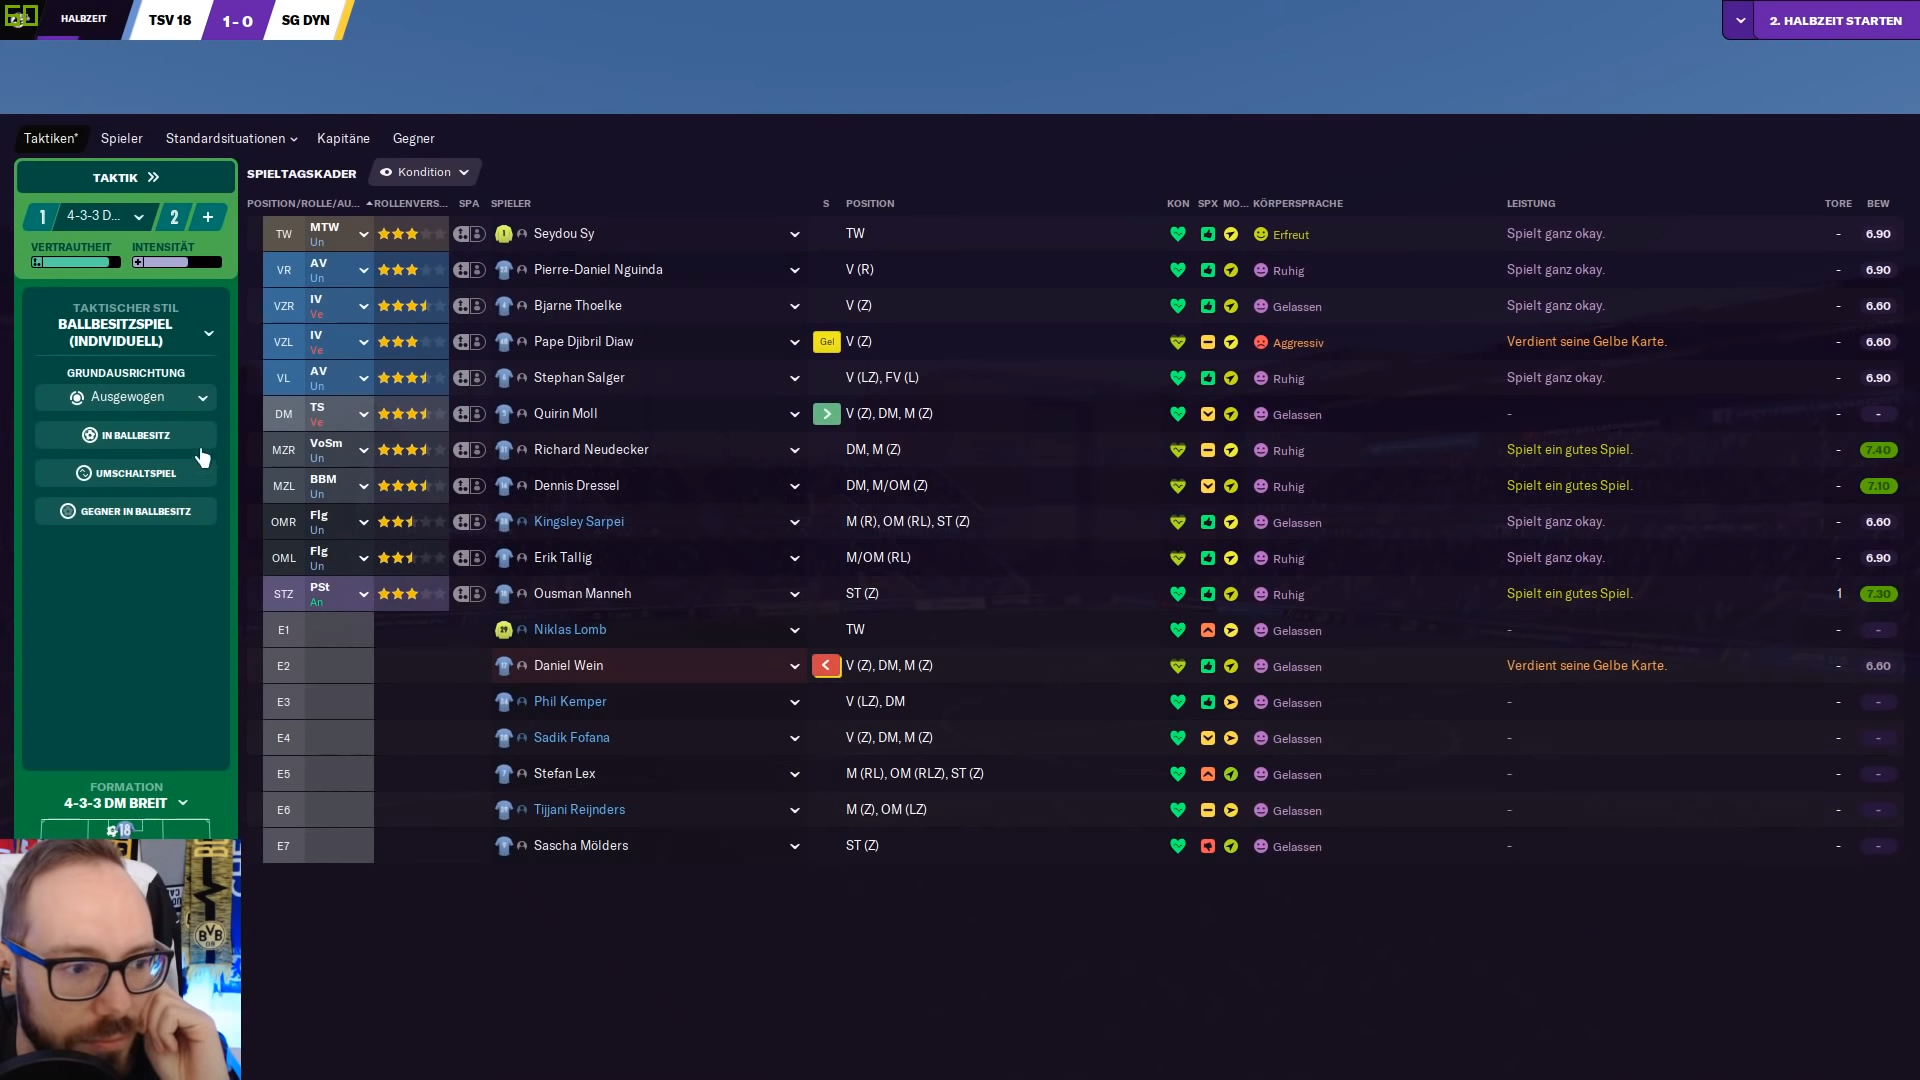 HALBZEIT
TSV 18
1 - 0
SG DYN
2. HALBZEIT STARTEN
Taktiken* Spieler Standardsituationen Kapitäne Gegner
TAKTIK
1 4-3-3 D... 2 +
VERTRAUTHEIT INTENSITÄT
TAKTISCHER STIL
BALLBESITZSPIEL
(INDIVIDUELL)
GRUNDAUSRICHTUNG
Ausgewogen
IN BALLBESITZ
UMSCHALTSPIEL
GEGNER IN BALLBESITZ
FORMATION
4-3-3 DM BREIT
18
SPIELTAGSKADER Kondition
POSITION/ROLLE/AU... ROLLENVERS... SPA SPIELER S POSITION KON SPX MO... KÖRPERSPRACHE LEISTUNG TORE BEW
TW MTW Un Seydou Sy TW Erfreut Spielt ganz okay. - 6.90
VR AV Un Pierre-Daniel Nguinda V (R) Ruhig Spielt ganz okay. - 6.90
VZR IV Ve Bjarne Thoelke V (Z) Gelassen Spielt ganz okay. - 6.60
VZL IV Ve Pape Djibril Diaw Gel V (Z) Aggressiv Verdient seine Gelbe Karte. - 6.60
VL AV Un Stephan Salger V (LZ), FV (L) Ruhig Spielt ganz okay. - 6.90
DM TS Ve Quirin Moll V (Z), DM, M (Z) Gelassen - - -
MZR VoSm Un Richard Neudecker DM, M (Z) Ruhig Spielt ein gutes Spiel. - 7.40
MZL BBM Un Dennis Dressel DM, M/OM (Z) Ruhig Spielt ein gutes Spiel. - 7.10
OMR Flg Un Kingsley Sarpei M (R), OM (RL), ST (Z) Gelassen Spielt ganz okay. - 6.60
OML Flg Un Erik Tallig M/OM (RL) Ruhig Spielt ganz okay. - 6.90
STZ PSt An Ousman Manneh ST (Z) Ruhig Spielt ein gutes Spiel. 1 7.30
E1 Niklas Lomb TW Gelassen - - -
E2 Daniel Wein V (Z), DM, M (Z) Gelassen Verdient seine Gelbe Karte. - 6.60
E3 Phil Kemper V (LZ), DM Gelassen - - -
E4 Sadik Fofana V (Z), DM, M (Z) Gelassen - - -
E5 Stefan Lex M (RL), OM (RLZ), ST (Z) Gelassen - - -
E6 Tijjani Reijnders M (Z), OM (LZ) Gelassen - - -
E7 Sascha Mölders ST (Z) Gelassen - - -
BVB
09